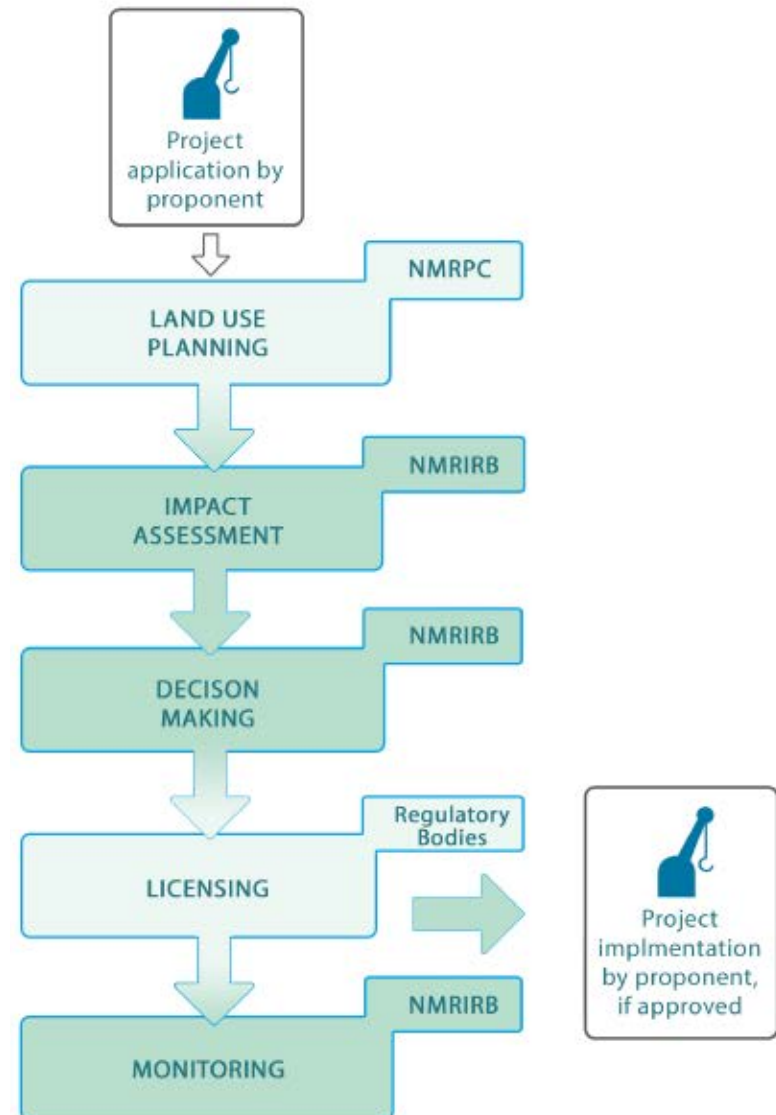 Project
application by
proponent
NMRPC
LAND USE
PLANNING
NMRIRB
IMPACT
ASSESSMENT
NMRIRB
DECISON
MAKING
Regulatory
Bodies
LICENSING
Project
implmentation
by proponent,
if approved
NMRIRB
MONITORING